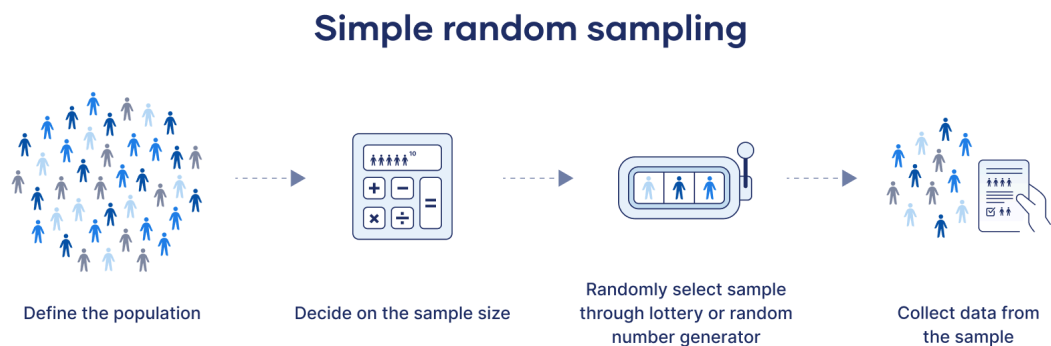 Simple random sampling
10
Define the population
Decide on the sample size
Randomly select sample
through lottery or random
number generator
Collect data from
the sample